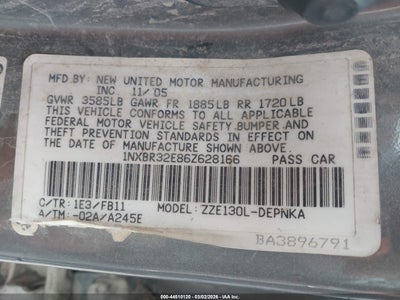 MFD. BY: NEW UNITED MOTOR MANUFACTURING
INC 11/05
GVWR 3585LB GAWR FR 1885LB RR 1720LB
THIS VEHICLE CONFORMS TO ALL APPLICABLE
FEDERAL MOTOR VEHICLE SAFETY, BUMPER, AND
THEFT PREVENTION STANDARDS IN EFFECT ON
THE DATE OF MANUFACTURE SHOWN ABOVE.
1NXBR32E86Z628166 PASS CAR
C/TR: 1E3/FB11 MODEL: ZZE130L-DEPNKA
A/TM: -02A/A245E
BA3896791
000-44510120 - 03/02/2026 - IAA